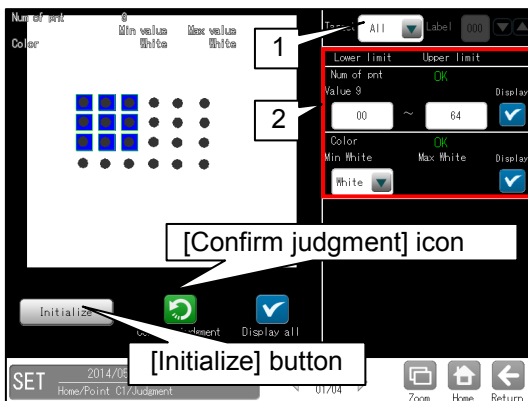 Num of pnt 9
Min value Max value
Color White White
Target All Label 000
1
Lower limit Upper limit
Num of pnt OK
Value 9 Display
2
00 ~ 64
Color OK
Min White Max White Display
White
[Confirm judgment] icon
Initialize
judgment Display all
[Initialize] button
SET 2014/05
Home/Point C1/Judgment
01/04
Zoom Home Return